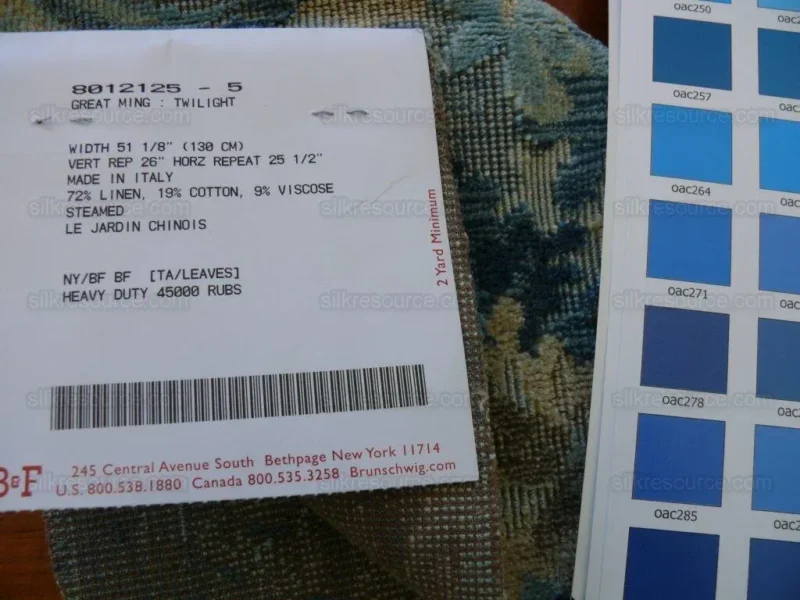 8012125 - 5
GREAT MING : TWILIGHT
WIDTH 51 1/8" (130 CM)
VERT REP 26" HORZ REPEAT 25 1/2"
MADE IN ITALY
72% LINEN, 19% COTTON, 9% VISCOSE
STEAMED
LE JARDIN CHINOIS
NY/BF BF [TA/LEAVES]
HEAVY DUTY 45000 RUBS
2 Yard Minimum
B&F
245 Central Avenue South Bethpage New York 11714
U.S. 800.538.1880 Canada 800.535.3258 Brunschwig.com
oac250
oac257
oac264
oac271
oac278
oac285
silkresource.com